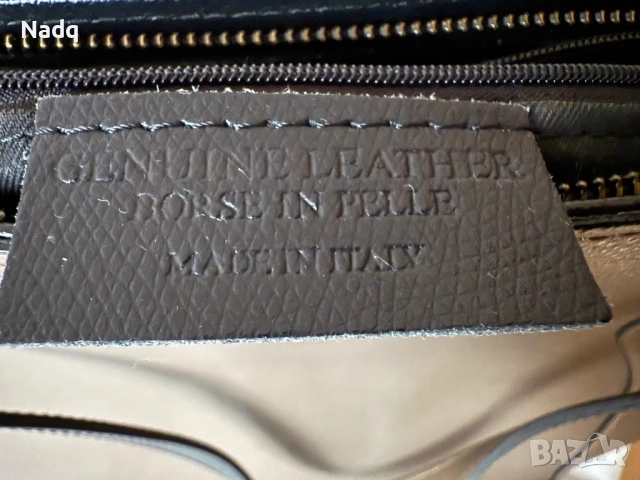 Nadq
GENUINE LEATHER
BORSE IN PELLE
MADE IN ITALY
BAZAR